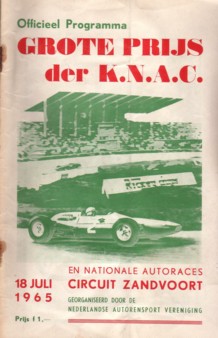 Officieel Programma
GROTE PRIJS
der K.N.A.C.
2
EN NATIONALE AUTORACES
18 JULI CIRCUIT ZANDVOORT
1965 GEORGANISEERD DOOR DE
NEDERLANDSE AUTORENSPORT VERENIGING
Prijs f 1,—